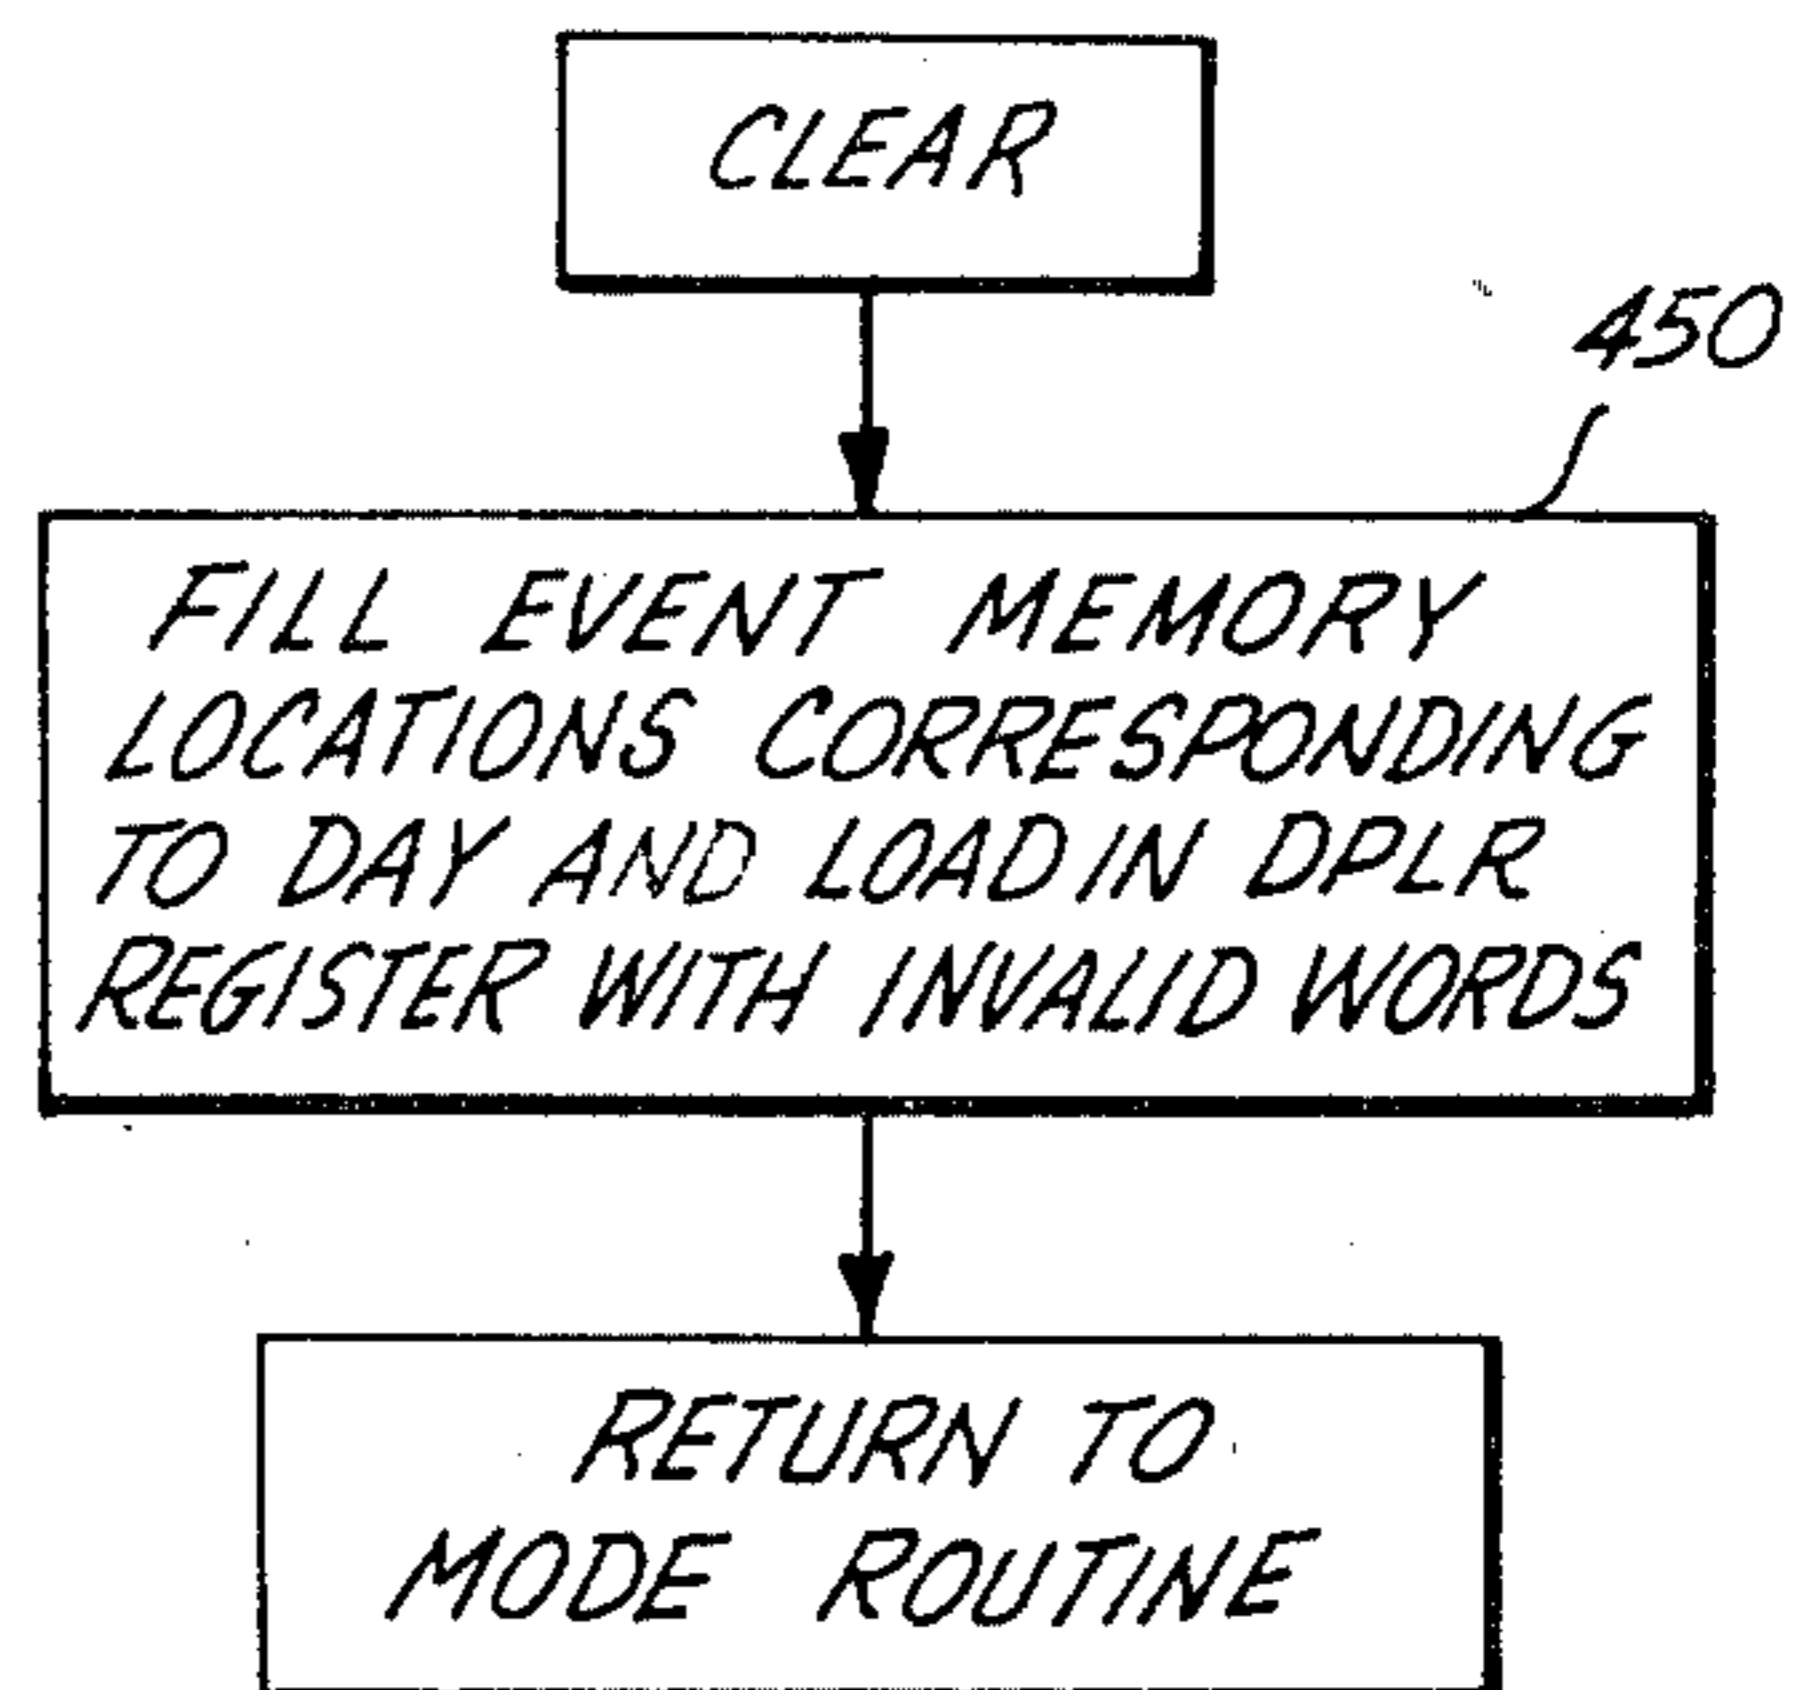 CLEAR
450
FILL EVENT MEMORY
LOCATIONS CORRESPONDING
TO DAY AND LOAD IN DPLR
REGISTER WITH INVALID WORDS
RETURN TO
MODE ROUTINE